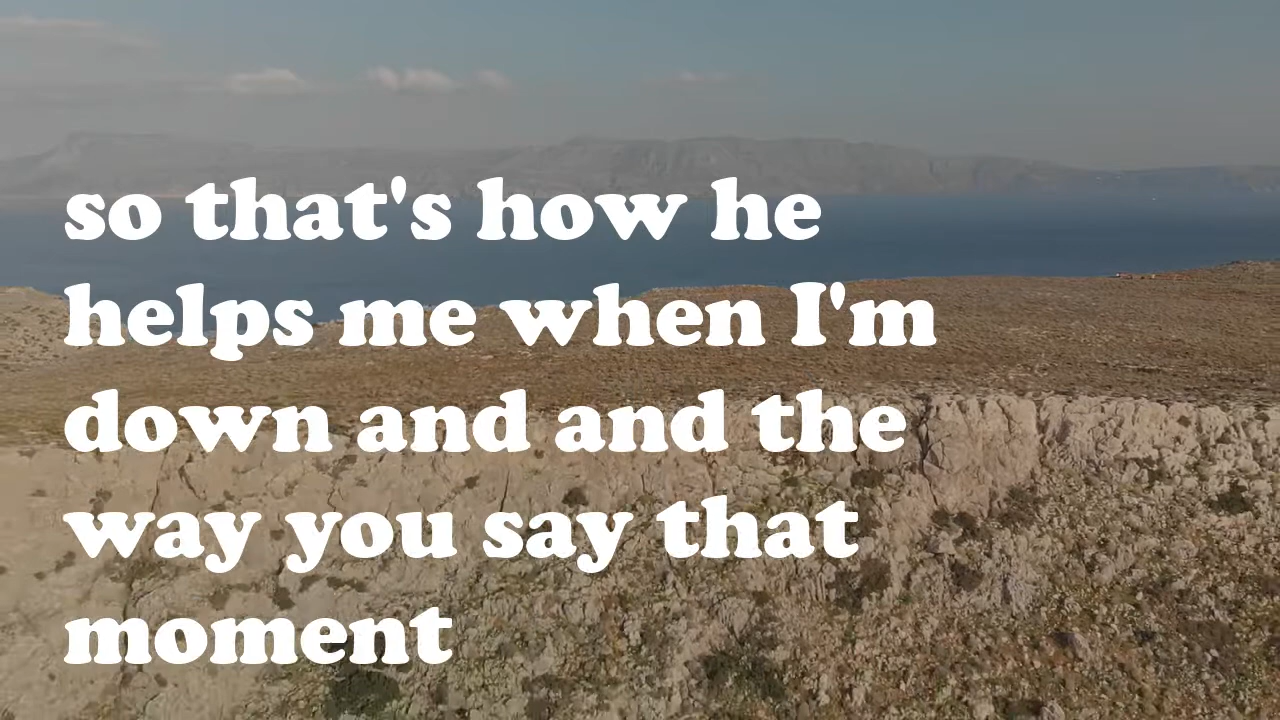 so that's how he
helps me when I'm
down and and the
way you say that
moment